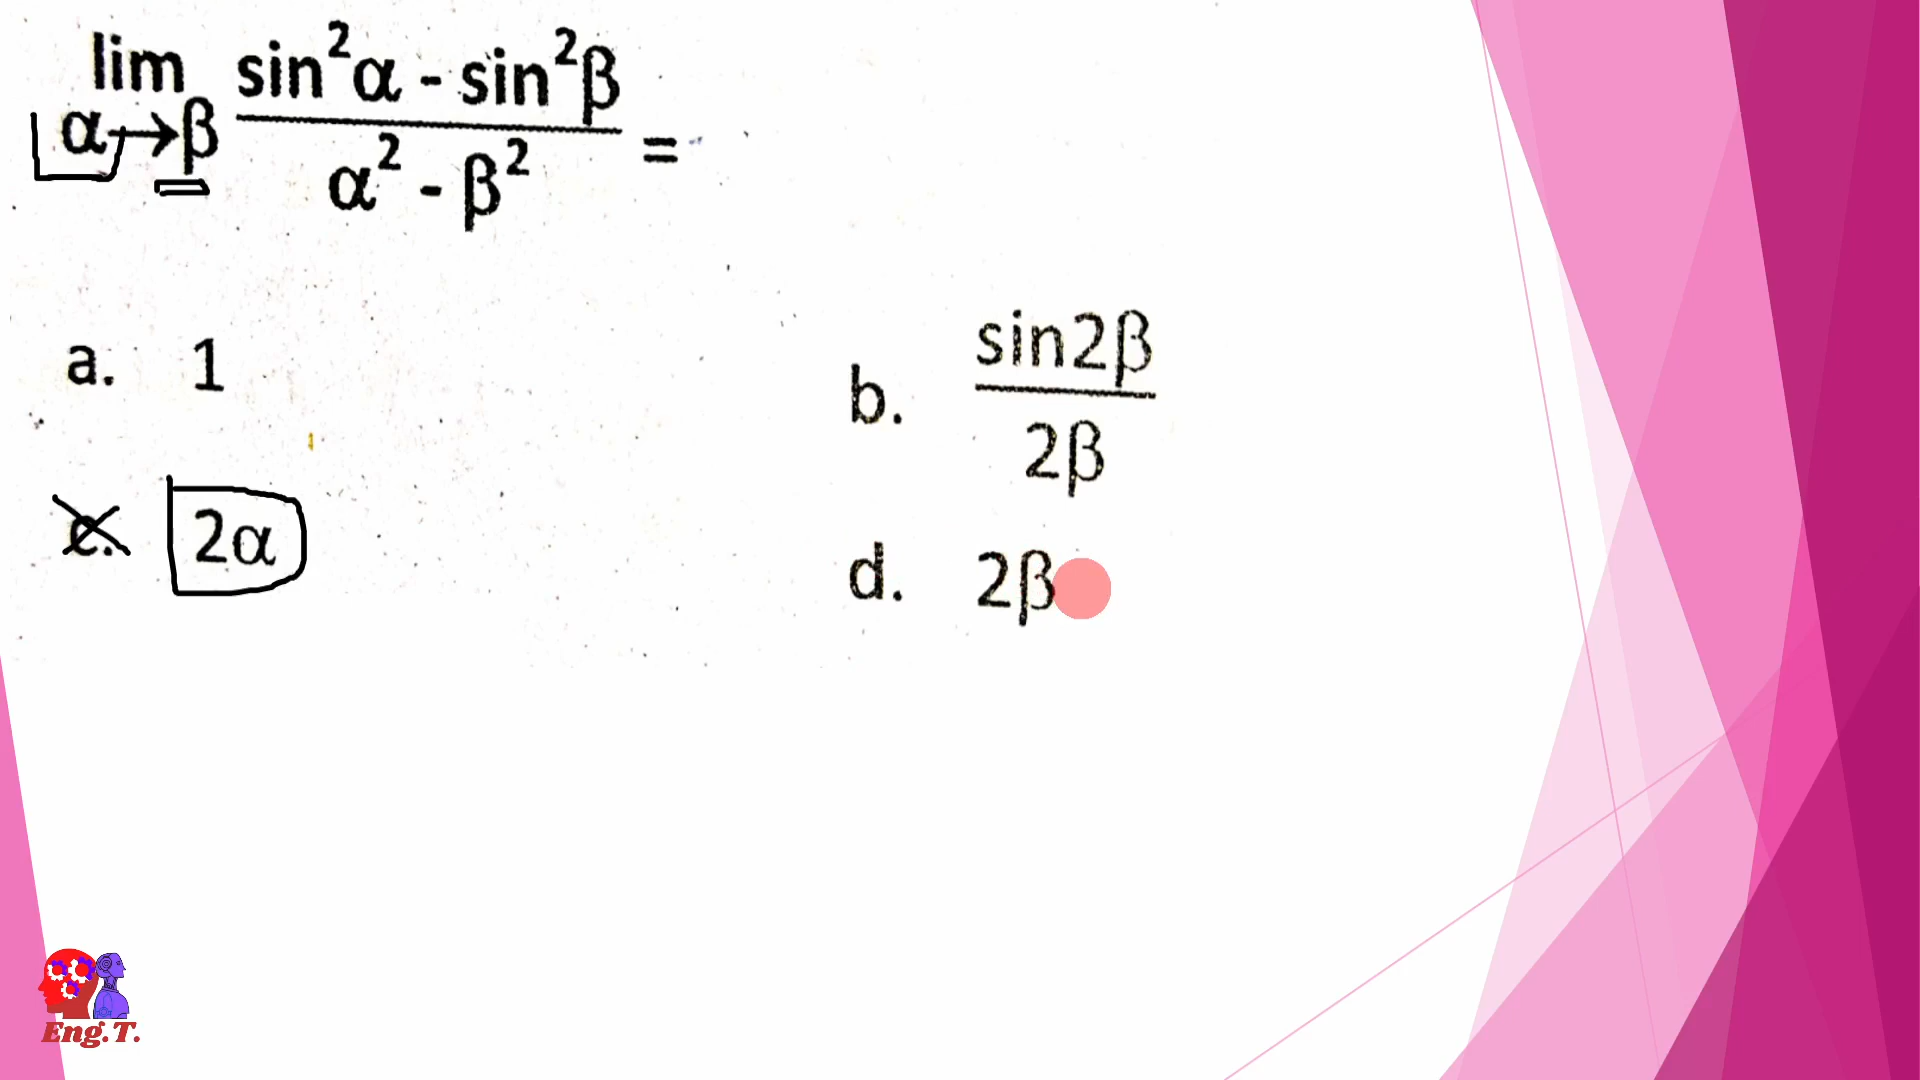 lim sin²α - sin²β
α→β α² - β² =
a. 1
b. sin2β
2β
c. 2α
d. 2β
Eng.T.